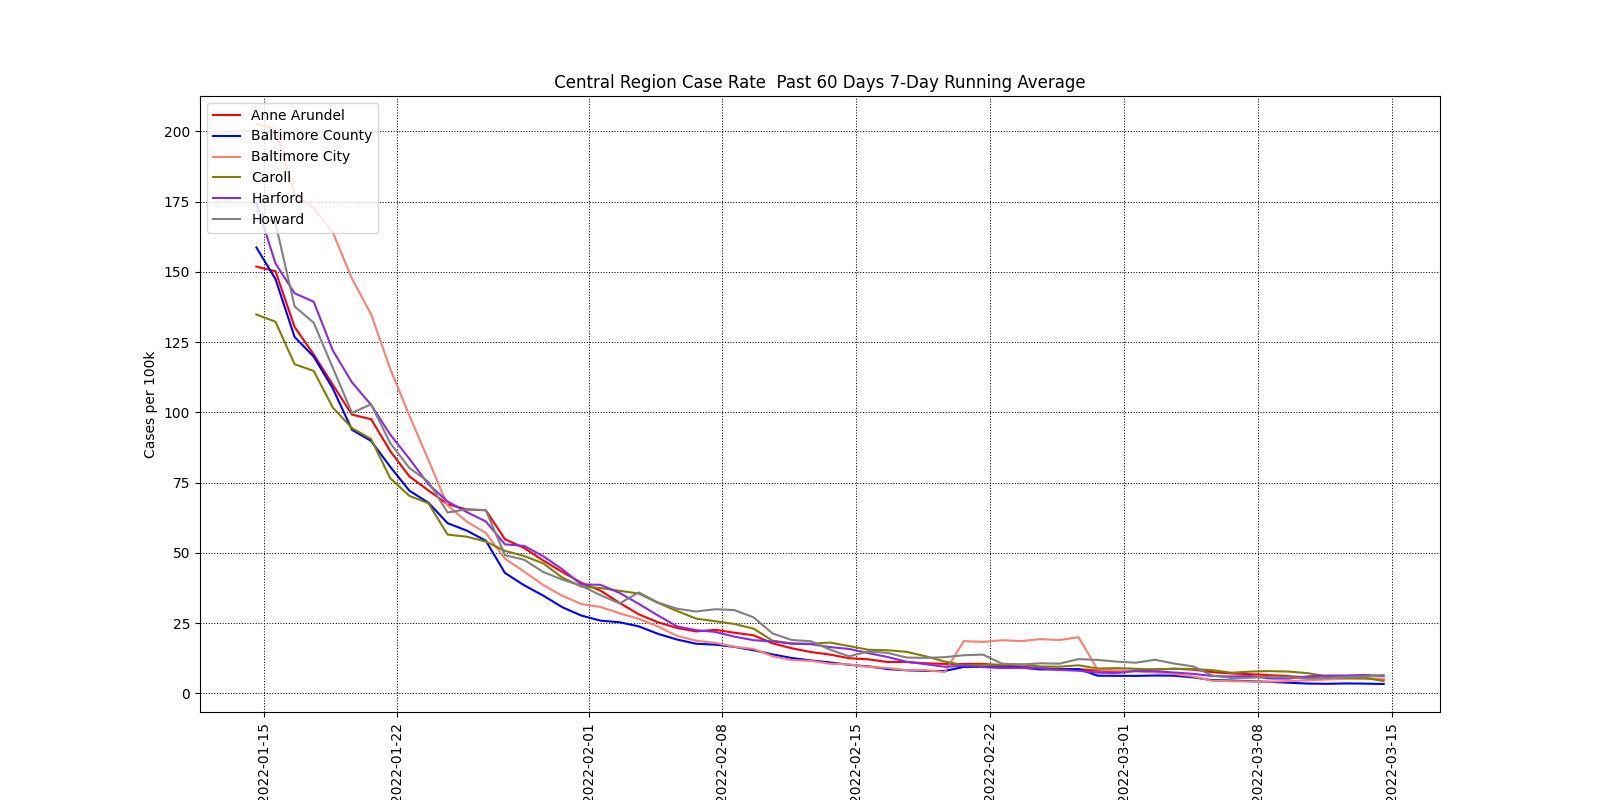 Central Region Case Rate  Past 60 Days 7-Day Running Average
Anne Arundel
Baltimore County
Baltimore City
Caroll
Harford
Howard
Cases per 100k
200
175
150
125
100
75
50
25
0
2022-01-15
2022-01-22
2022-02-01
2022-02-08
2022-02-15
2022-02-22
2022-03-01
2022-03-08
2022-03-15